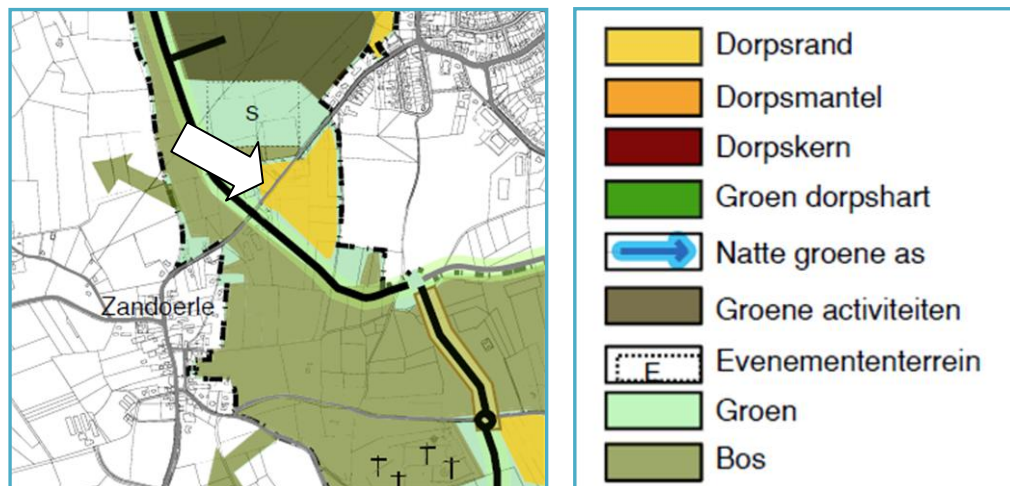 S
Zandoerle
Dorpsrand
Dorpsmantel
Dorpskern
Groen dorpshart
Natte groene as
Groene activiteiten
E
Evenemententerrein
Groen
Bos